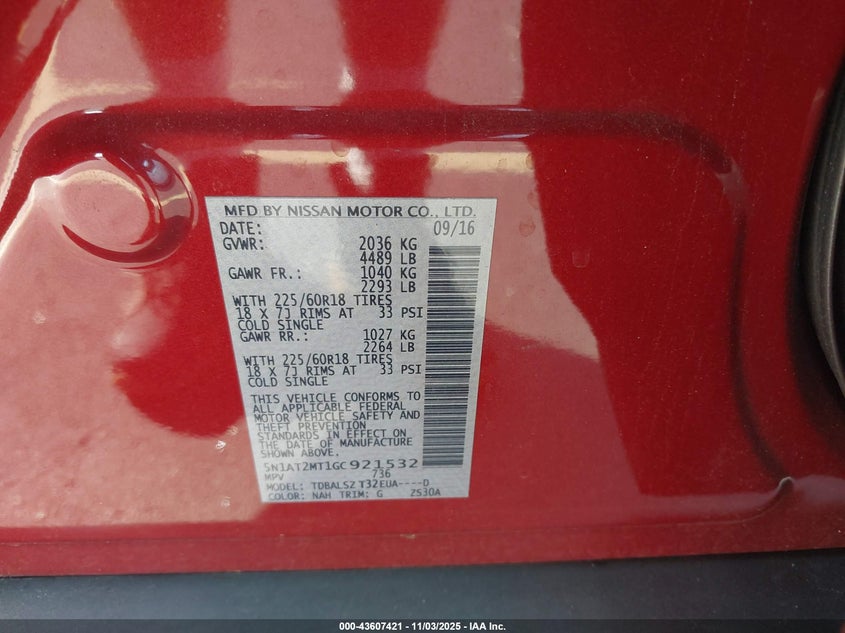 MFD BY NISSAN MOTOR CO., LTD.
DATE: 09/16
GVWR: 2036 KG
4489 LB
GAWR FR.: 1040 KG
2293 LB
WITH 225/60R18 TIRES
18 X 7J RIMS AT 33 PSI
COLD SINGLE
GAWR RR.: 1027 KG
2264 LB
WITH 225/60R18 TIRES
18 X 7J RIMS AT 33 PSI
COLD SINGLE
THIS VEHICLE CONFORMS TO
ALL APPLICABLE FEDERAL
MOTOR VEHICLE SAFETY AND
THEFT PREVENTION
STANDARDS IN EFFECT ON
THE DATE OF MANUFACTURE
SHOWN ABOVE.
5N1AT2MT1GC921532
MPV 736
MODEL: TDBALSZ T32EUA----D
COLOR: NAH TRIM: G 2530A
000-43607421 - 11/03/2025 - IAA Inc.